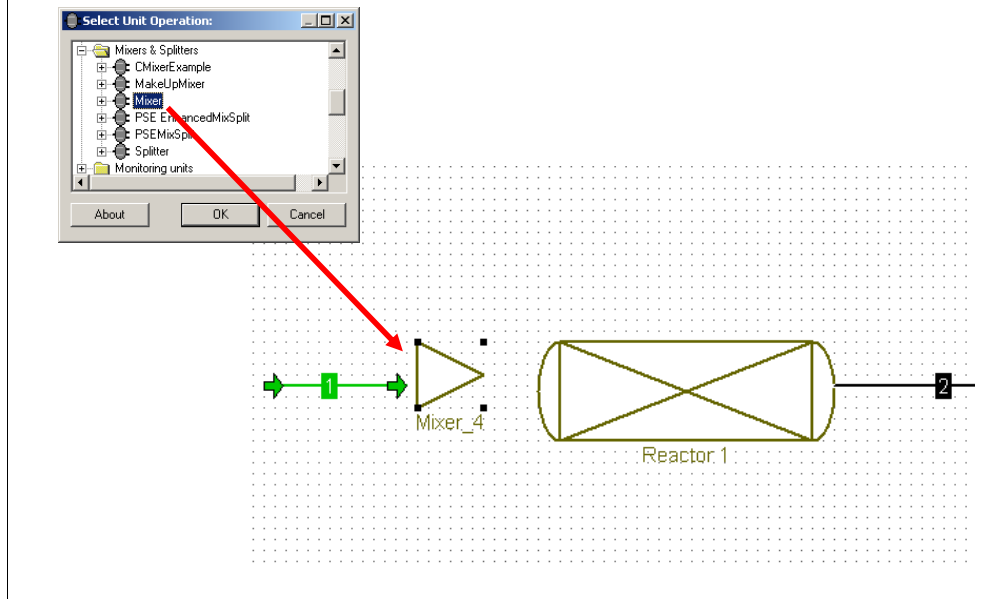 Select Unit Operation:
Mixers & Splitters
CMixerExample
MakeUpMixer
Mixer
PSE EnhancedMixSplit
PSEMixSplit
Splitter
Monitoring units
About
OK
Cancel
1
2
Mixer_4
Reactor 1